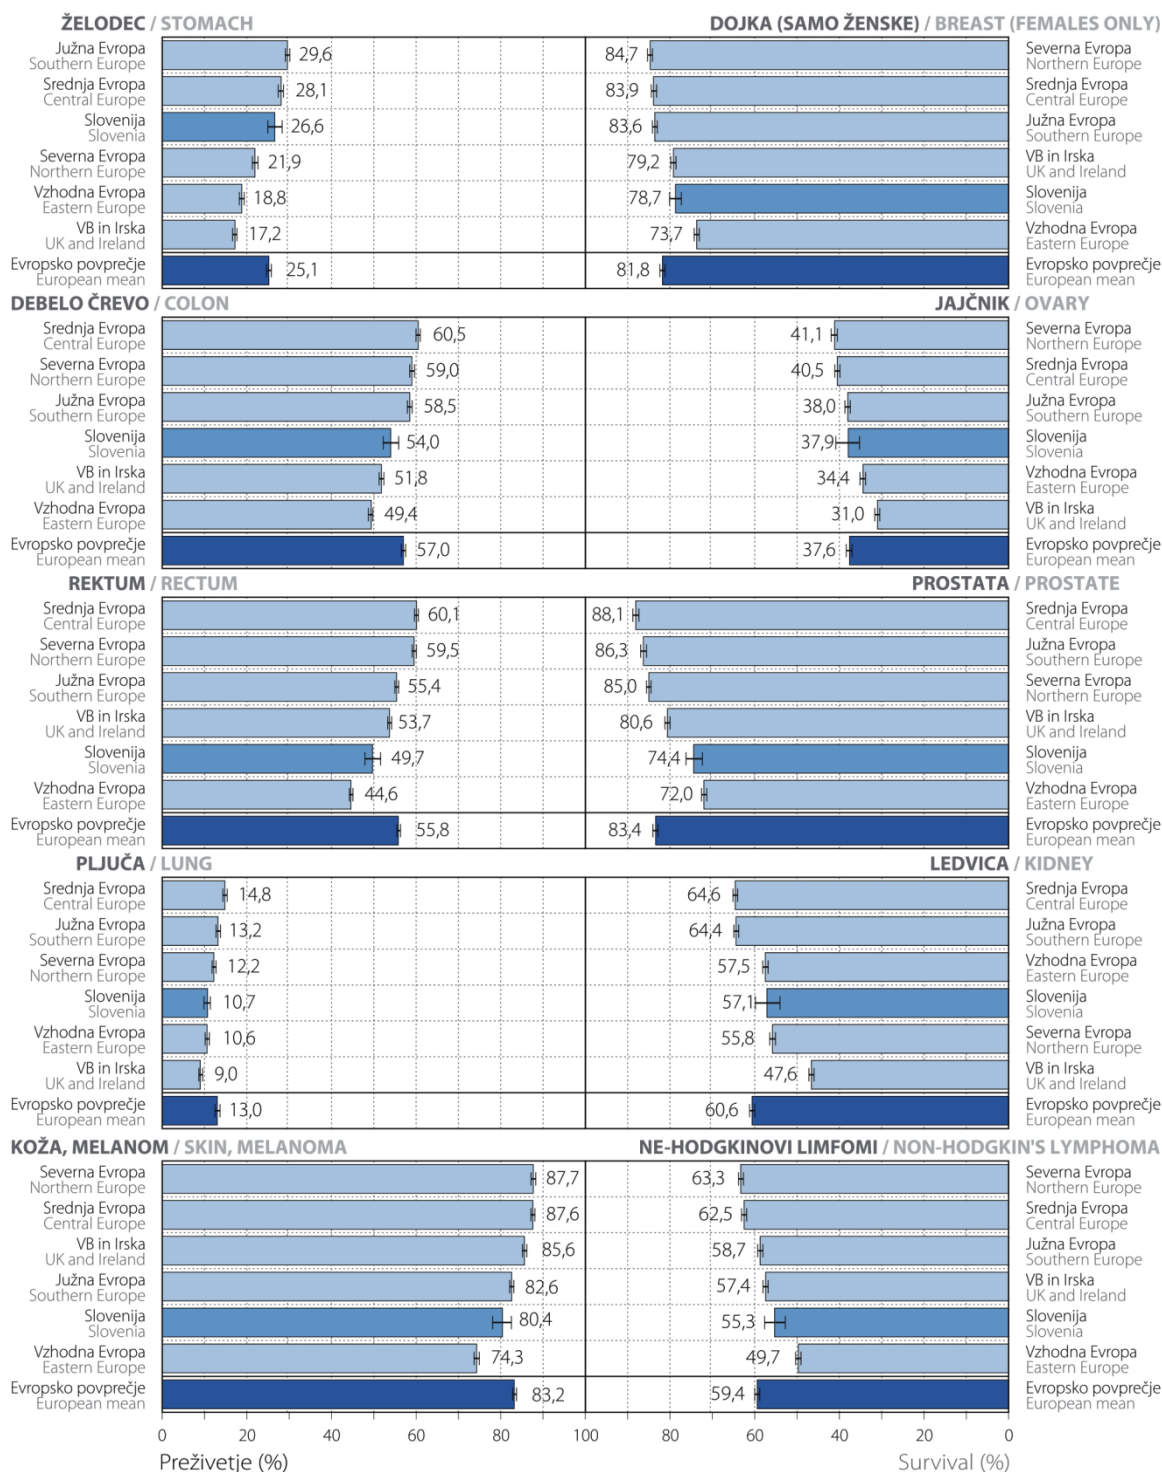 ŽELODEC / STOMACH
Južna Evropa
Southern Europe
29,6
Srednja Evropa
Central Europe
28,1
Slovenija
Slovenia
26,6
Severna Evropa
Northern Europe
21,9
Vzhodna Evropa
Eastern Europe
18,8
VB in Irska
UK and Ireland
17,2
Evropsko povprečje
European mean
25,1
DOJKA (SAMO ŽENSKE) / BREAST (FEMALES ONLY)
84,7
Severna Evropa
Northern Europe
83,9
Srednja Evropa
Central Europe
83,6
Južna Evropa
Southern Europe
79,2
VB in Irska
UK and Ireland
78,7
Slovenija
Slovenia
73,7
Vzhodna Evropa
Eastern Europe
81,8
Evropsko povprečje
European mean
DEBELO ČREVO / COLON
Srednja Evropa
Central Europe
60,5
Severna Evropa
Northern Europe
59,0
Južna Evropa
Southern Europe
58,5
Slovenija
Slovenia
54,0
VB in Irska
UK and Ireland
51,8
Vzhodna Evropa
Eastern Europe
49,4
Evropsko povprečje
European mean
57,0
JAJČNIK / OVARY
41,1
Severna Evropa
Northern Europe
40,5
Srednja Evropa
Central Europe
38,0
Južna Evropa
Southern Europe
37,9
Slovenija
Slovenia
34,4
Vzhodna Evropa
Eastern Europe
31,0
VB in Irska
UK and Ireland
37,6
Evropsko povprečje
European mean
REKTUM / RECTUM
Srednja Evropa
Central Europe
60,1
Severna Evropa
Northern Europe
59,5
Južna Evropa
Southern Europe
55,4
VB in Irska
UK and Ireland
53,7
Slovenija
Slovenia
49,7
Vzhodna Evropa
Eastern Europe
44,6
Evropsko povprečje
European mean
55,8
PROSTATA / PROSTATE
88,1
Srednja Evropa
Central Europe
86,3
Južna Evropa
Southern Europe
85,0
Severna Evropa
Northern Europe
80,6
VB in Irska
UK and Ireland
74,4
Slovenija
Slovenia
72,0
Vzhodna Evropa
Eastern Europe
83,4
Evropsko povprečje
European mean
PLJUČA / LUNG
Srednja Evropa
Central Europe
14,8
Južna Evropa
Southern Europe
13,2
Severna Evropa
Northern Europe
12,2
Slovenija
Slovenia
10,7
Vzhodna Evropa
Eastern Europe
10,6
VB in Irska
UK and Ireland
9,0
Evropsko povprečje
European mean
13,0
LEDVICA / KIDNEY
64,6
Srednja Evropa
Central Europe
64,4
Južna Evropa
Southern Europe
57,5
Vzhodna Evropa
Eastern Europe
57,1
Slovenija
Slovenia
55,8
Severna Evropa
Northern Europe
47,6
VB in Irska
UK and Ireland
60,6
Evropsko povprečje
European mean
KOŽA, MELANOM / SKIN, MELANOMA
Severna Evropa
Northern Europe
87,7
Srednja Evropa
Central Europe
87,6
VB in Irska
UK and Ireland
85,6
Južna Evropa
Southern Europe
82,6
Slovenija
Slovenia
80,4
Vzhodna Evropa
Eastern Europe
74,3
Evropsko povprečje
European mean
83,2
NE-HODGKINOVI LIMFOMI / NON-HODGKIN'S LYMPHOMA
63,3
Severna Evropa
Northern Europe
62,5
Srednja Evropa
Central Europe
58,7
Južna Evropa
Southern Europe
57,4
VB in Irska
UK and Ireland
55,3
Slovenija
Slovenia
49,7
Vzhodna Evropa
Eastern Europe
59,4
Evropsko povprečje
European mean
0 20 40 60 80 100 80 60 40 20 0
Preživetje (%)
Survival (%)